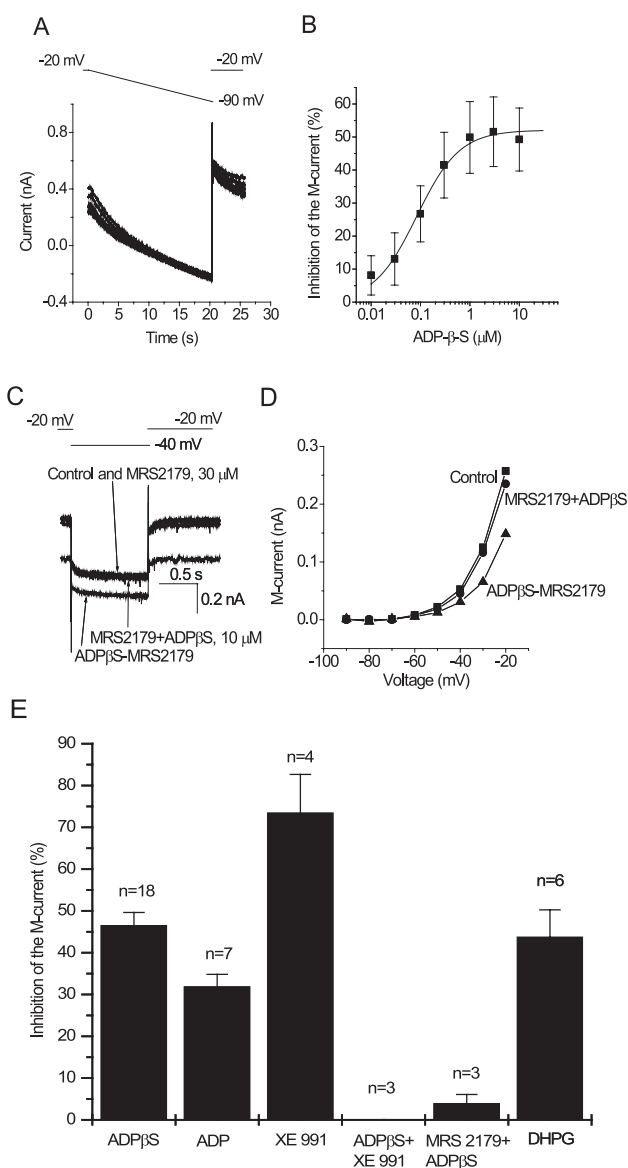 A
-20 mV
-20 mV
-90 mV
Current (nA)
0.8
0.4
0.0
-0.4
0 5 10 15 20 25 30
Time (s)
B
Inhibition of the M-current (%)
60
50
40
30
20
10
0
0.01 0.1 1 10
ADP-β-S (μM)
C
-20 mV
-20 mV
-40 mV
Control and MRS2179, 30 μM
0.5 s
0.2 nA
MRS2179+ADPβS, 10 μM
ADPβS-MRS2179
D
M-current (nA)
0.3
0.2
0.1
0.0
Control
MRS2179+ADPβS
ADPβS-MRS2179
-100 -80 -60 -40 -20
Voltage (mV)
E
Inhibition of the M-current (%)
90
80
70
60
50
40
30
20
10
0
n=18
n=7
n=4
n=3
n=3
n=6
ADPβS
ADP
XE 991
ADPβS+
XE 991
MRS 2179+
ADPβS
DHPG